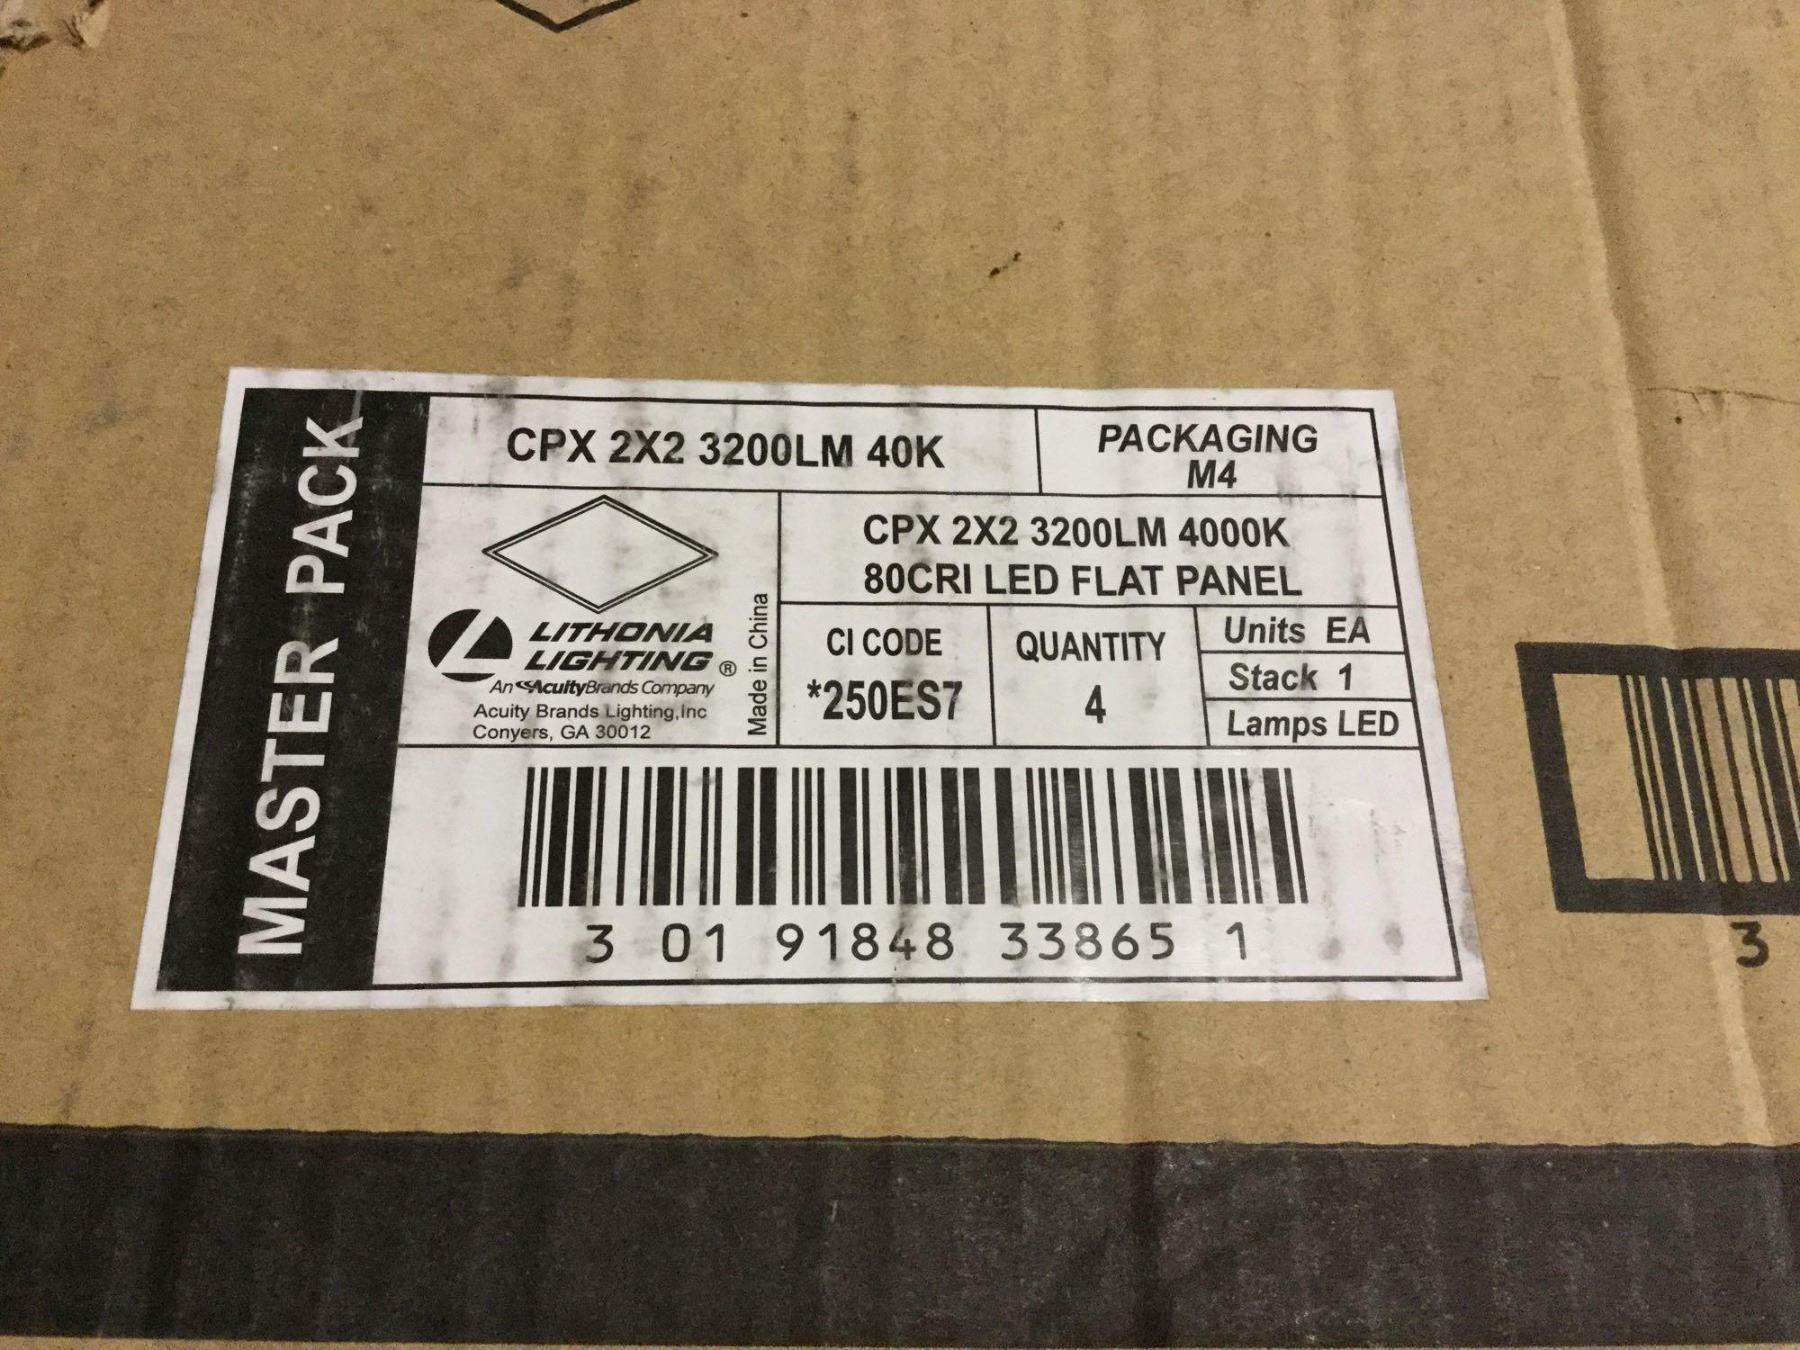 MASTER PACK
CPX 2X2 3200LM 40K
PACKAGING
M4
CPX 2X2 3200LM 4000K
80CRI LED FLAT PANEL
LITHONIA
LIGHTING ®
An AcuityBrands Company
Acuity Brands Lighting,Inc
Conyers, GA 30012
Made in China
CI CODE
*250ES7
QUANTITY
4
Units EA
Stack 1
Lamps LED
3 01 91848 33865 1
3